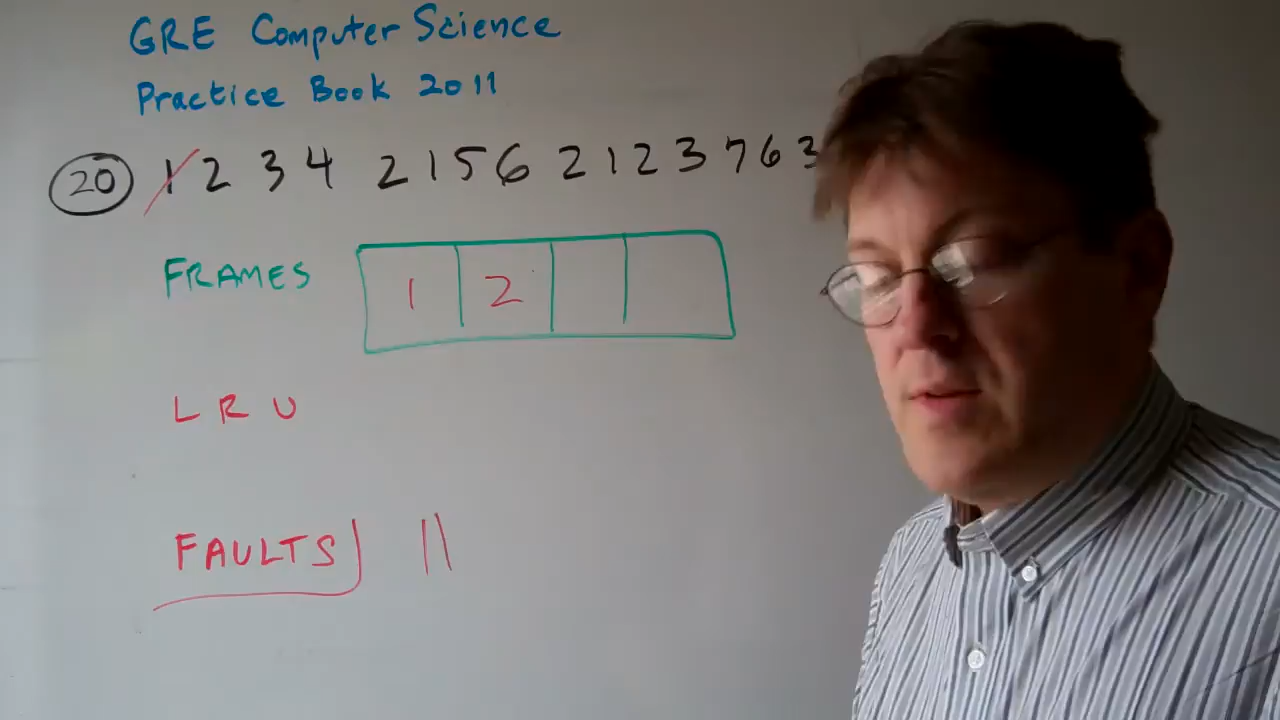 GRE Computer Science
Practice Book 2011
20 1 2 3 4 2 1 5 6 2 1 2 3 7 6 3
FRAMES 1 2
LRU
FAULTS ||